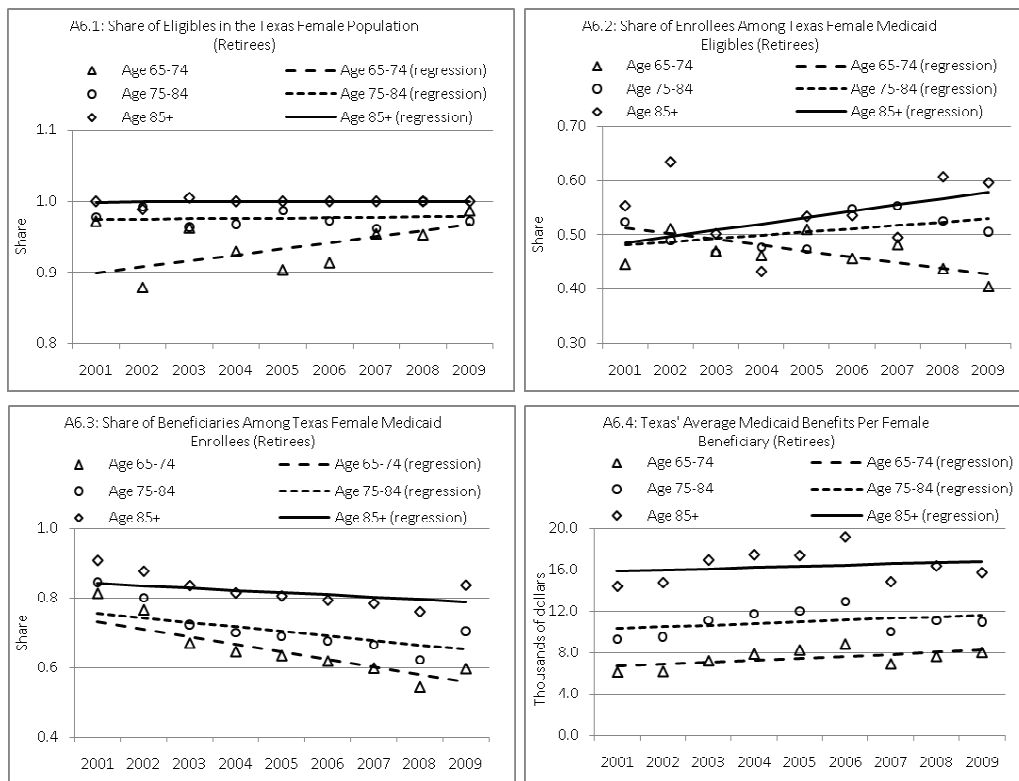 A6.1: Share of Eligibles in the Texas Female Population
(Retirees)
Age 65-74
Age 65-74 (regression)
Age 75-84
Age 75-84 (regression)
Age 85+
Age 85+ (regression)
1.1
1.0
0.9
0.8
Share
2001 2002 2003 2004 2005 2006 2007 2008 2009
A6.2: Share of Enrollees Among Texas Female Medicaid
Eligibles (Retirees)
Age 65-74
Age 65-74 (regression)
Age 75-84
Age 75-84 (regression)
Age 85+
Age 85+ (regression)
0.70
0.60
0.50
0.40
0.30
Share
2001 2002 2003 2004 2005 2006 2007 2008 2009
A6.3: Share of Beneficiaries Among Texas Female Medicaid
Enrollees (Retirees)
Age 65-74
Age 65-74 (regression)
Age 75-84
Age 75-84 (regression)
Age 85+
Age 85+ (regression)
1.0
0.8
0.6
0.4
Share
2001 2002 2003 2004 2005 2006 2007 2008 2009
A6.4: Texas' Average Medicaid Benefits Per Female
Beneficiary (Retirees)
Age 65-74
Age 65-74 (regression)
Age 75-84
Age 75-84 (regression)
Age 85+
Age 85+ (regression)
20.0
16.0
12.0
8.0
4.0
0.0
Thousands of dollars
2001 2002 2003 2004 2005 2006 2007 2008 2009